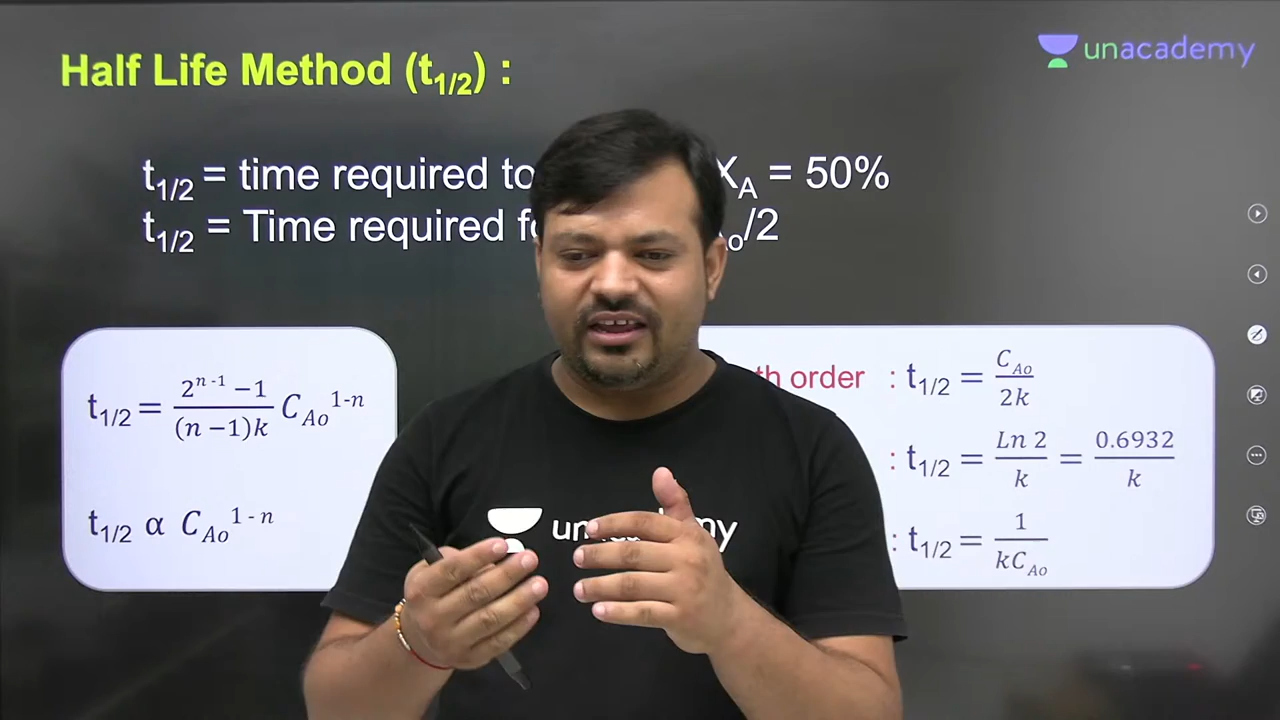 Half Life Method (t1/2) :
unacademy
t1/2 = time required to XA = 50%
t1/2 = Time required o/2
t1/2 = 2^(n-1) −1 / (n −1)k CAo^(1-n)
t1/2 α CAo^(1-n)
th order : t1/2 = CAo / 2k
: t1/2 = Ln 2 / k = 0.6932 / k
: t1/2 = 1 / kCAo